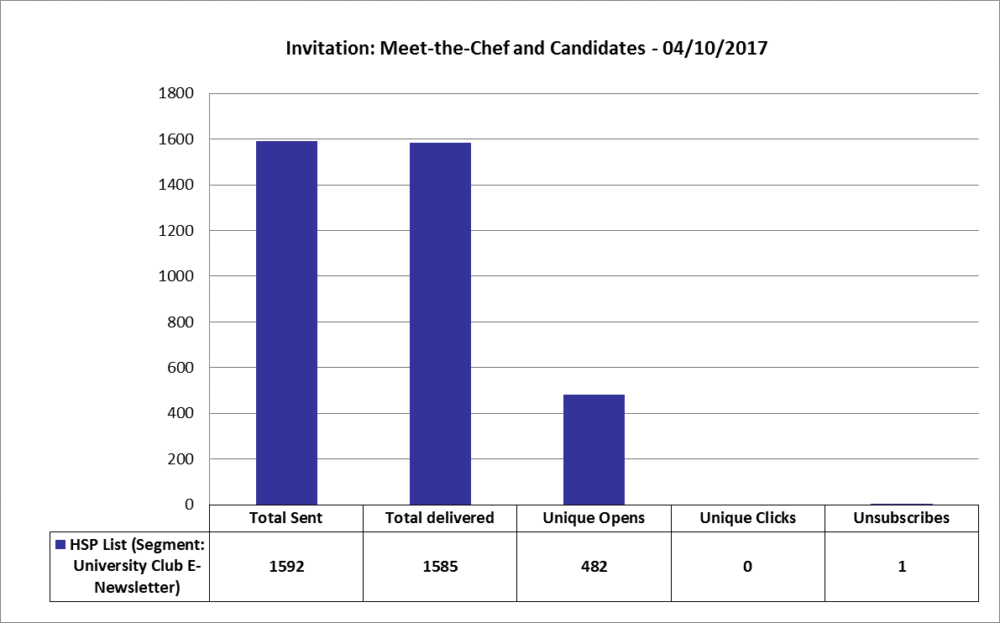 Invitation: Meet-the-Chef and Candidates - 04/10/2017
1800
1600
1400
1200
1000
800
600
400
200
0
Total Sent Total delivered Unique Opens Unique Clicks Unsubscribes
HSP List (Segment:
University Club E-
Newsletter)
1592 1585 482 0 1